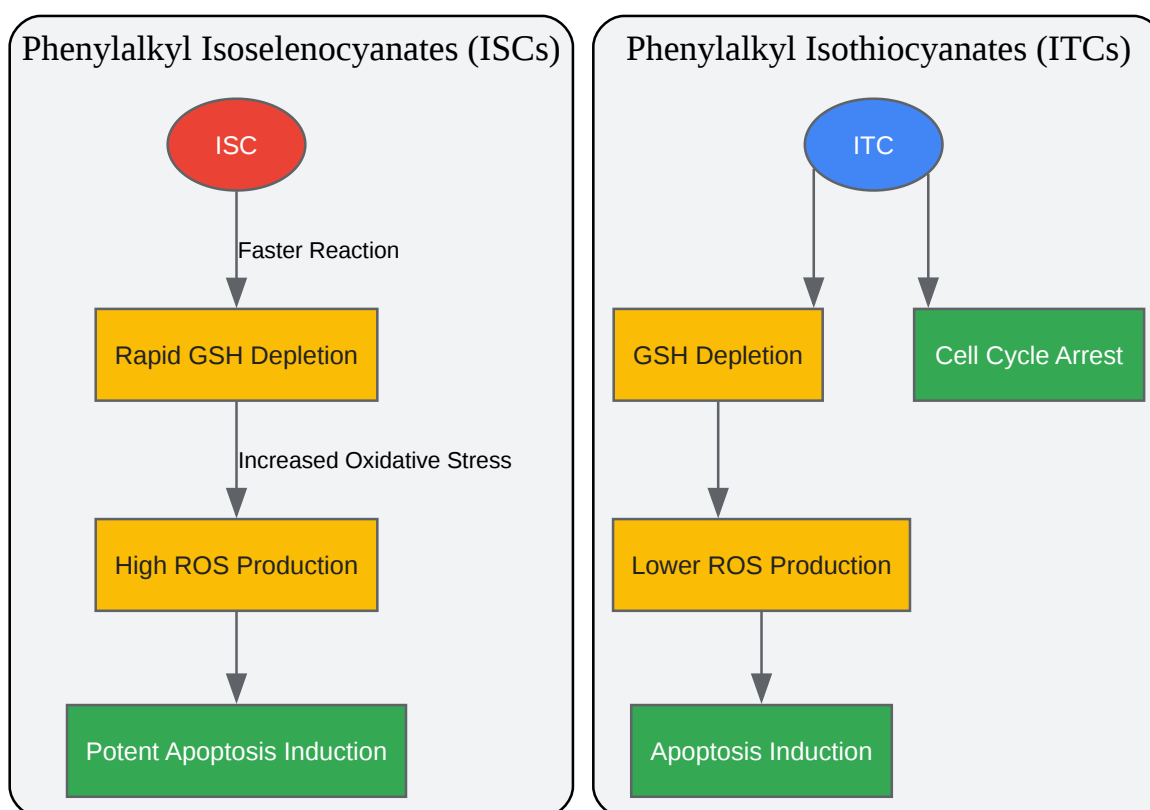 Phenylalkyl Isoselenocyanates (ISCs)
ISC
Faster Reaction
Rapid GSH Depletion
Increased Oxidative Stress
High ROS Production
Potent Apoptosis Induction
Phenylalkyl Isothiocyanates (ITCs)
ITC
GSH Depletion
Cell Cycle Arrest
Lower ROS Production
Apoptosis Induction